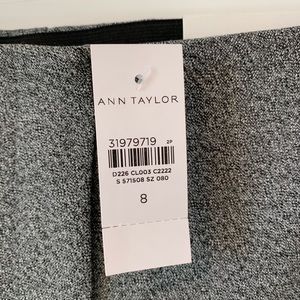 ANN TAYLOR
31979719 2P
D226 CL003 C2222
S 571508 SZ 080
8